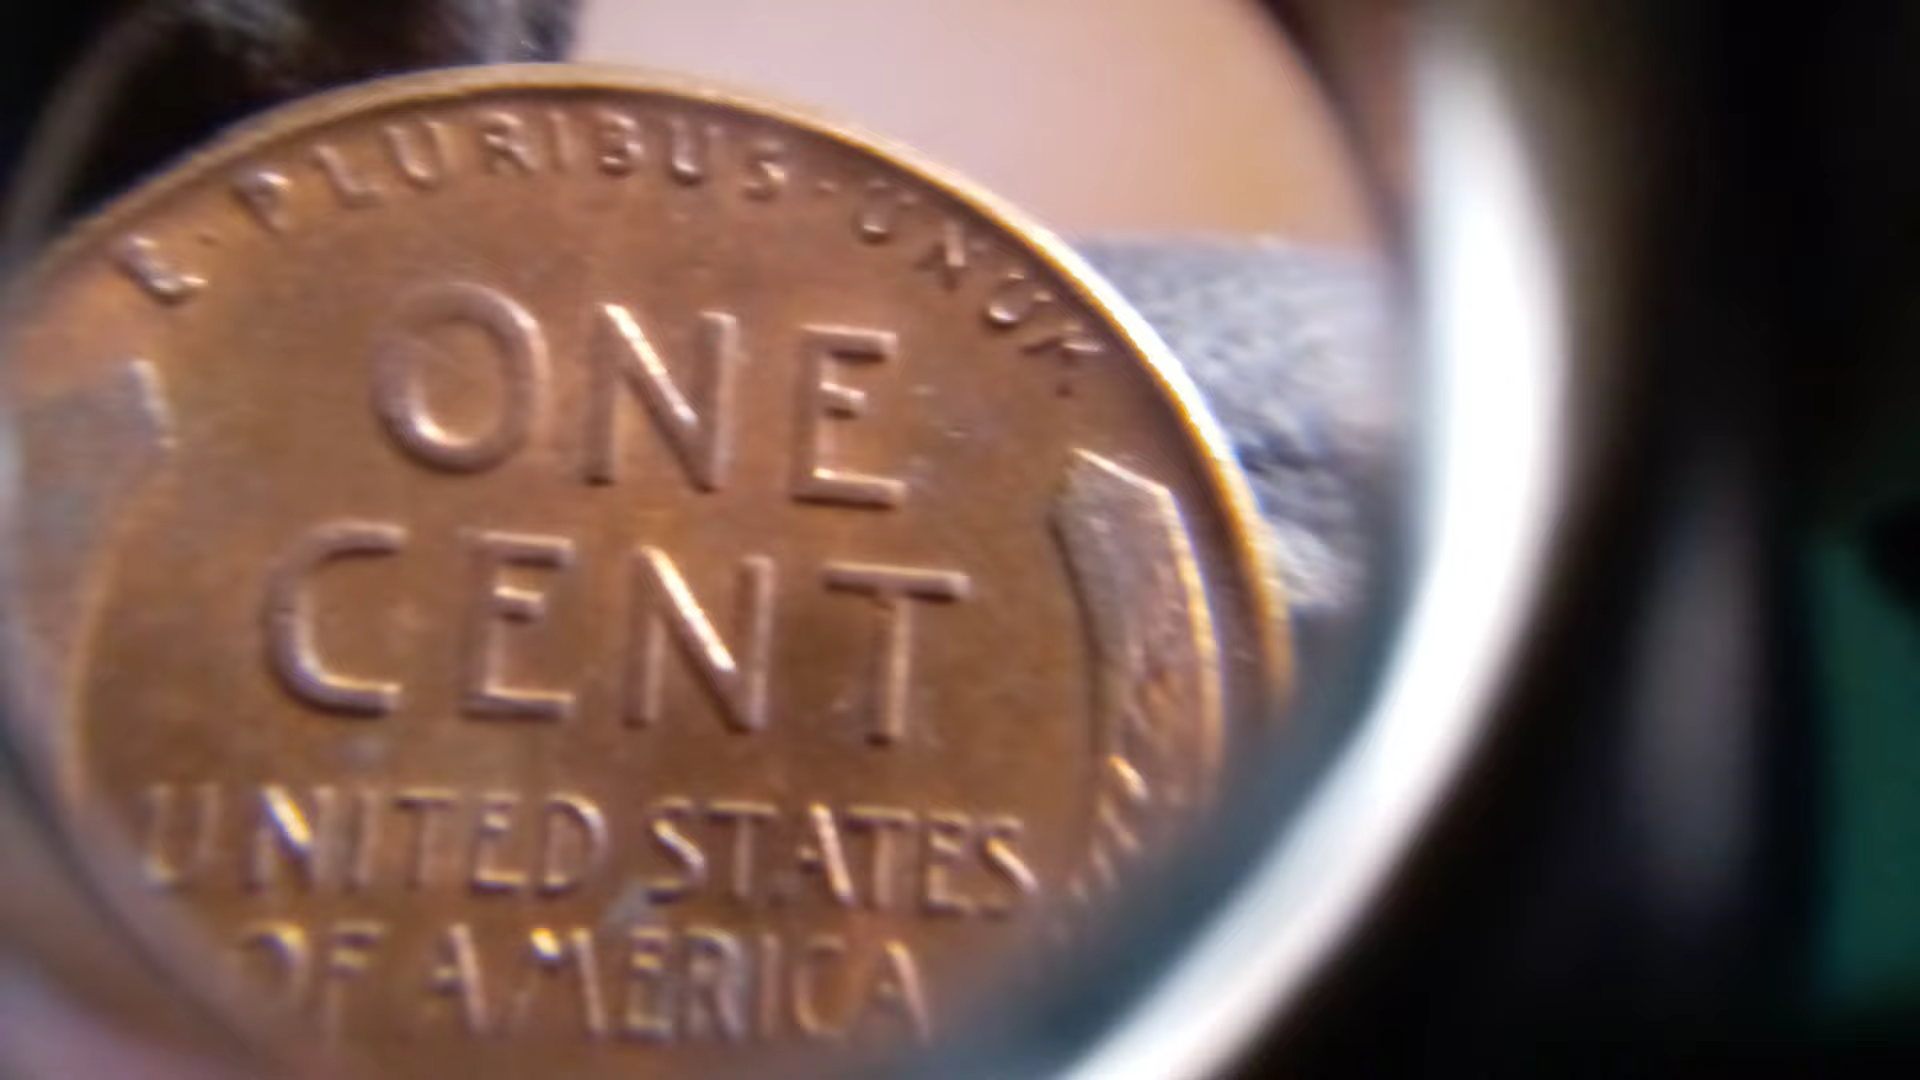 E·PLURIBUS·UNUM
ONE
CENT
UNITED STATES
OF AMERICA